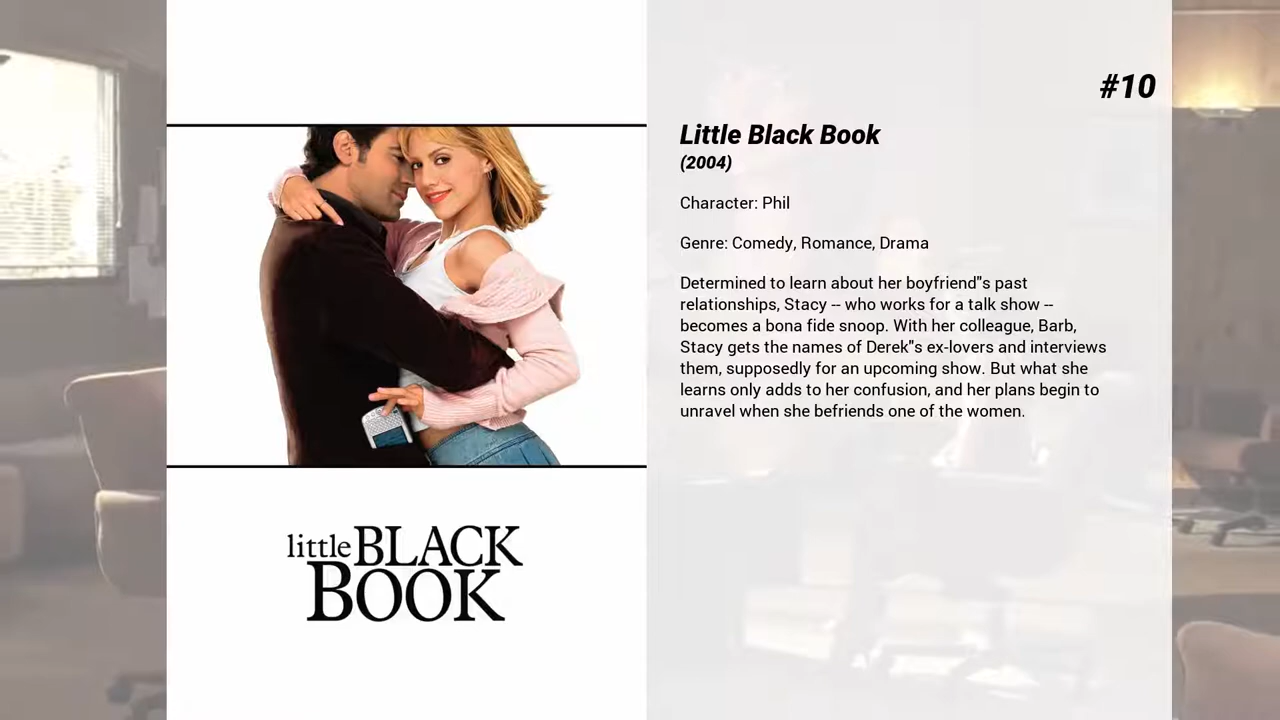 #10
Little Black Book
(2004)
Character: Phil
Genre: Comedy, Romance, Drama
Determined to learn about her boyfriend"s past
relationships, Stacy -- who works for a talk show --
becomes a bona fide snoop. With her colleague, Barb,
Stacy gets the names of Derek"s ex-lovers and interviews
them, supposedly for an upcoming show. But what she
learns only adds to her confusion, and her plans begin to
unravel when she befriends one of the women.
little BLACK
BOOK